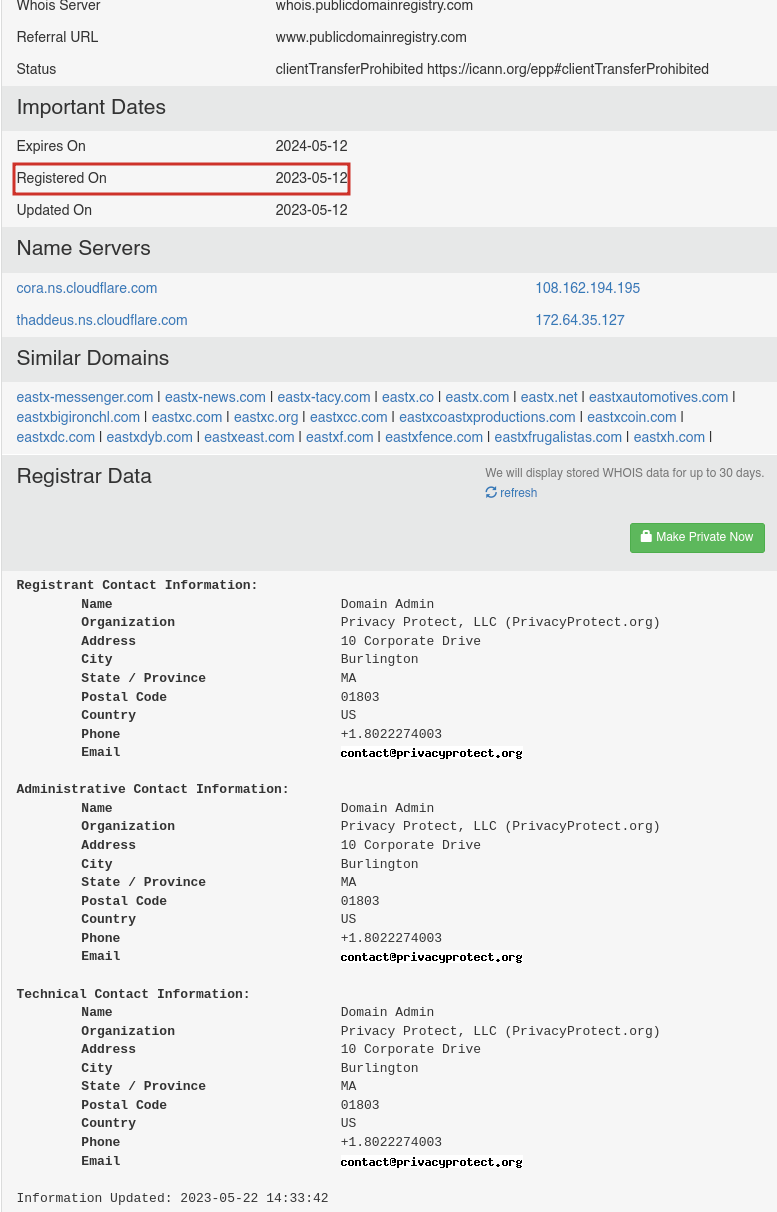 Whois Server whois.publicdomainregistry.com
Referral URL www.publicdomainregistry.com
Status clientTransferProhibited https://icann.org/epp#clientTransferProhibited
Important Dates
Expires On 2024-05-12
Registered On 2023-05-12
Updated On 2023-05-12
Name Servers
cora.ns.cloudflare.com 108.162.194.195
thaddeus.ns.cloudflare.com 172.64.35.127
Similar Domains
eastx-messenger.com | eastx-news.com | eastx-tacy.com | eastx.co | eastx.com | eastx.net | eastxautomotives.com |
eastxbigironchl.com | eastxc.com | eastxc.org | eastxcc.com | eastxcoastxproductions.com | eastxcoin.com |
eastxdc.com | eastxdyb.com | eastxeast.com | eastxf.com | eastxfence.com | eastxfrugalistas.com | eastxh.com |
Registrar Data
We will display stored WHOIS data for up to 30 days.
refresh
Make Private Now
Registrant Contact Information:
Name Domain Admin
Organization Privacy Protect, LLC (PrivacyProtect.org)
Address 10 Corporate Drive
City Burlington
State / Province MA
Postal Code 01803
Country US
Phone +1.8022274003
Email contact@privacyprotect.org
Administrative Contact Information:
Name Domain Admin
Organization Privacy Protect, LLC (PrivacyProtect.org)
Address 10 Corporate Drive
City Burlington
State / Province MA
Postal Code 01803
Country US
Phone +1.8022274003
Email contact@privacyprotect.org
Technical Contact Information:
Name Domain Admin
Organization Privacy Protect, LLC (PrivacyProtect.org)
Address 10 Corporate Drive
City Burlington
State / Province MA
Postal Code 01803
Country US
Phone +1.8022274003
Email contact@privacyprotect.org
Information Updated: 2023-05-22 14:33:42